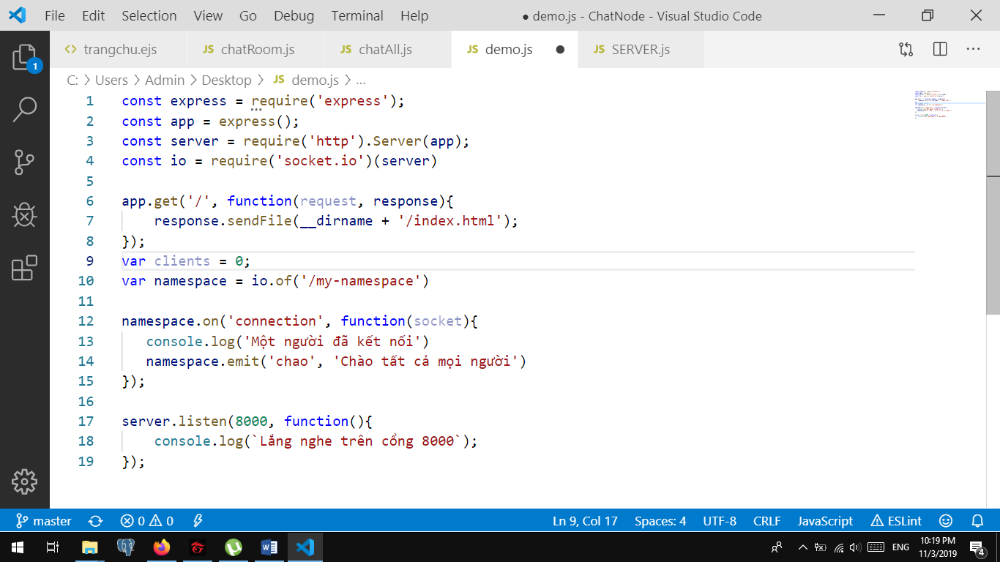 File Edit Selection View Go Debug Terminal Help ● demo.js - ChatNode - Visual Studio Code
trangchu.ejs JS chatRoom.js JS chatAll.js JS demo.js JS SERVER.js
1
C: > Users > Admin > Desktop > JS demo.js > ...
1 const express = require('express');
2 const app = express();
3 const server = require('http').Server(app);
4 const io = require('socket.io')(server)
5
6 app.get('/', function(request, response){
7 response.sendFile(__dirname + '/index.html');
8 });
9 var clients = 0;
10 var namespace = io.of('/my-namespace')
11
12 namespace.on('connection', function(socket){
13 console.log('Một người đã kết nối')
14 namespace.emit('chao', 'Chào tất cả mọi người')
15 });
16
17 server.listen(8000, function(){
18 console.log(`Lắng nghe trên cổng 8000`);
19 });
master 0 0 Ln 9, Col 17 Spaces: 4 UTF-8 CRLF JavaScript ESLint
ENG 10:19 PM 4
11/3/2019